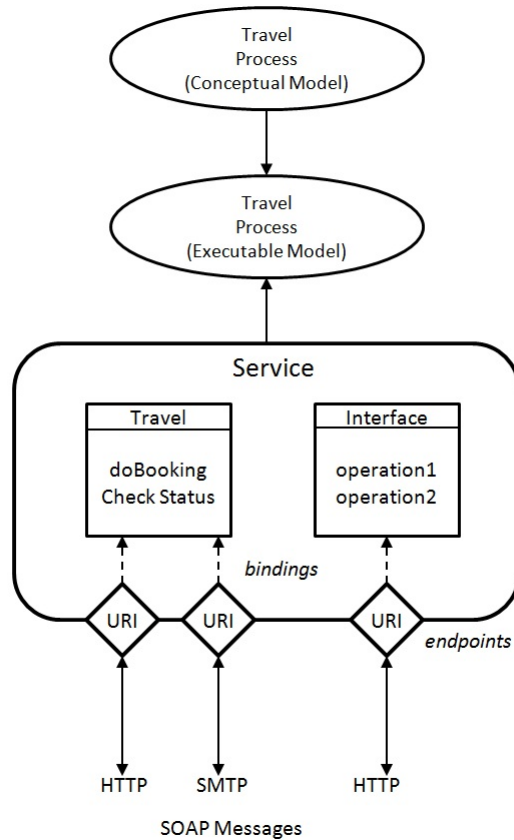 Travel
Process
(Conceptual Model)
Travel
Process
(Executable Model)
Service
Travel
Interface
doBooking
Check Status
operation1
operation2
bindings
URI
URI
URI
endpoints
HTTP
SMTP
HTTP
SOAP Messages